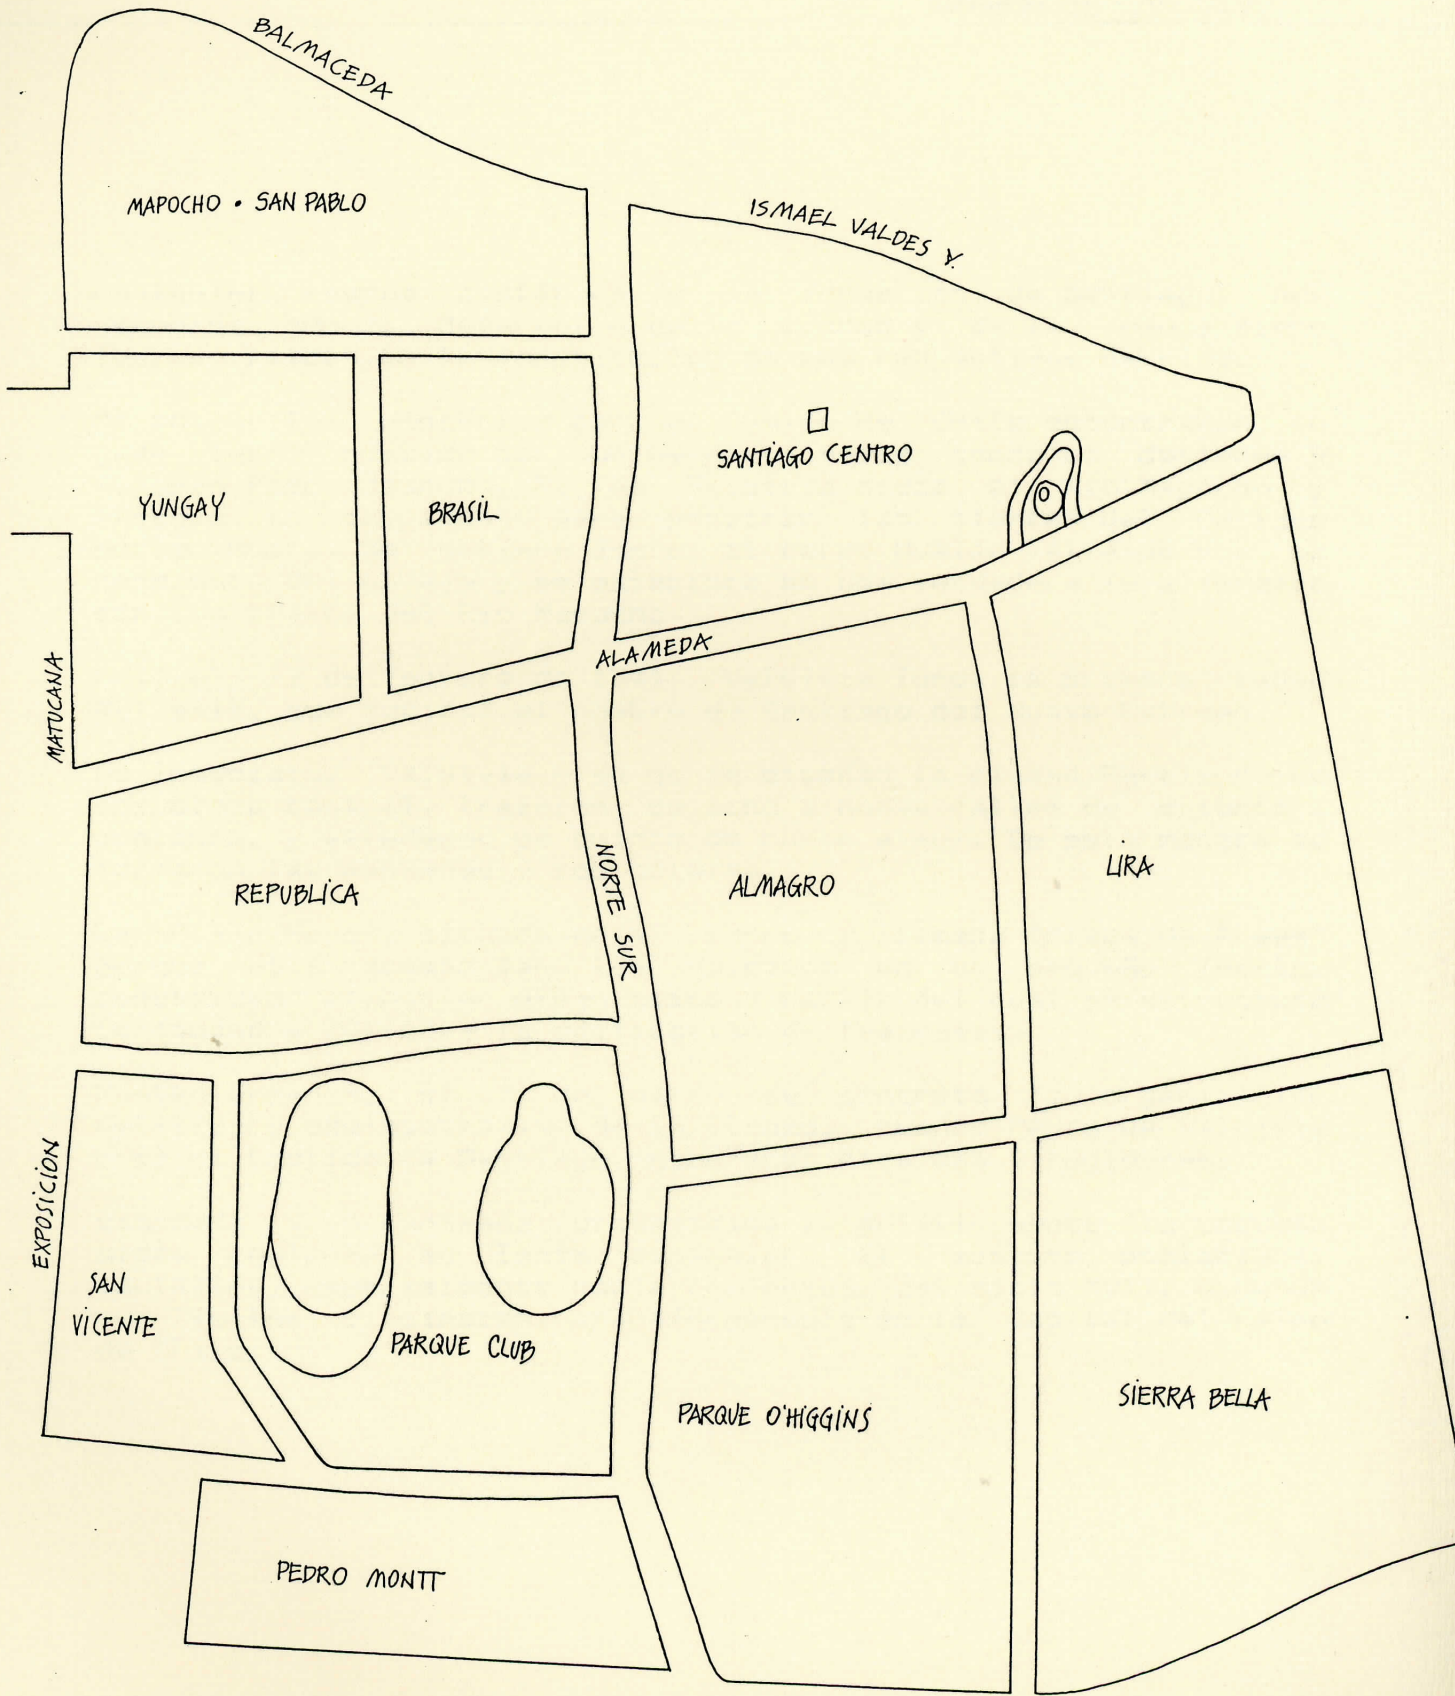 BALMACEDA
MAPOCHO • SAN PABLO
ISMAEL VALDES V.
SANTIAGO CENTRO
YUNGAY
BRASIL
ALAMEDA
MATUCANA
REPUBLICA
NORTE SUR
ALMAGRO
LIRA
EXPOSICION
SAN
VICENTE
PARQUE CLUB
PARQUE O'HIGGINS
SIERRA BELLA
PEDRO MONTT